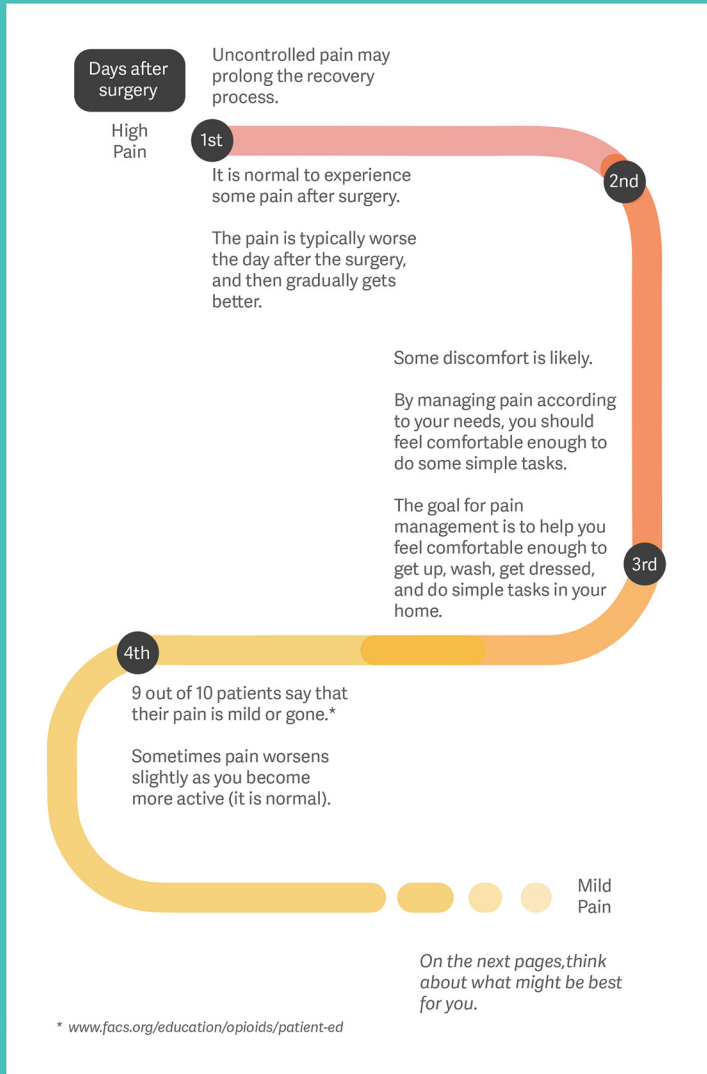 Days after
surgery
Uncontrolled pain may
prolong the recovery
process.
High
Pain
1st
2nd
It is normal to experience
some pain after surgery.
The pain is typically worse
the day after the surgery,
and then gradually gets
better.
Some discomfort is likely.
By managing pain according
to your needs, you should
feel comfortable enough to
do some simple tasks.
The goal for pain
management is to help you
feel comfortable enough to
get up, wash, get dressed,
and do simple tasks in your
home.
3rd
4th
9 out of 10 patients say that
their pain is mild or gone.*
Sometimes pain worsens
slightly as you become
more active (it is normal).
Mild
Pain
On the next pages,think
about what might be best
for you.
* www.facs.org/education/opioids/patient-ed